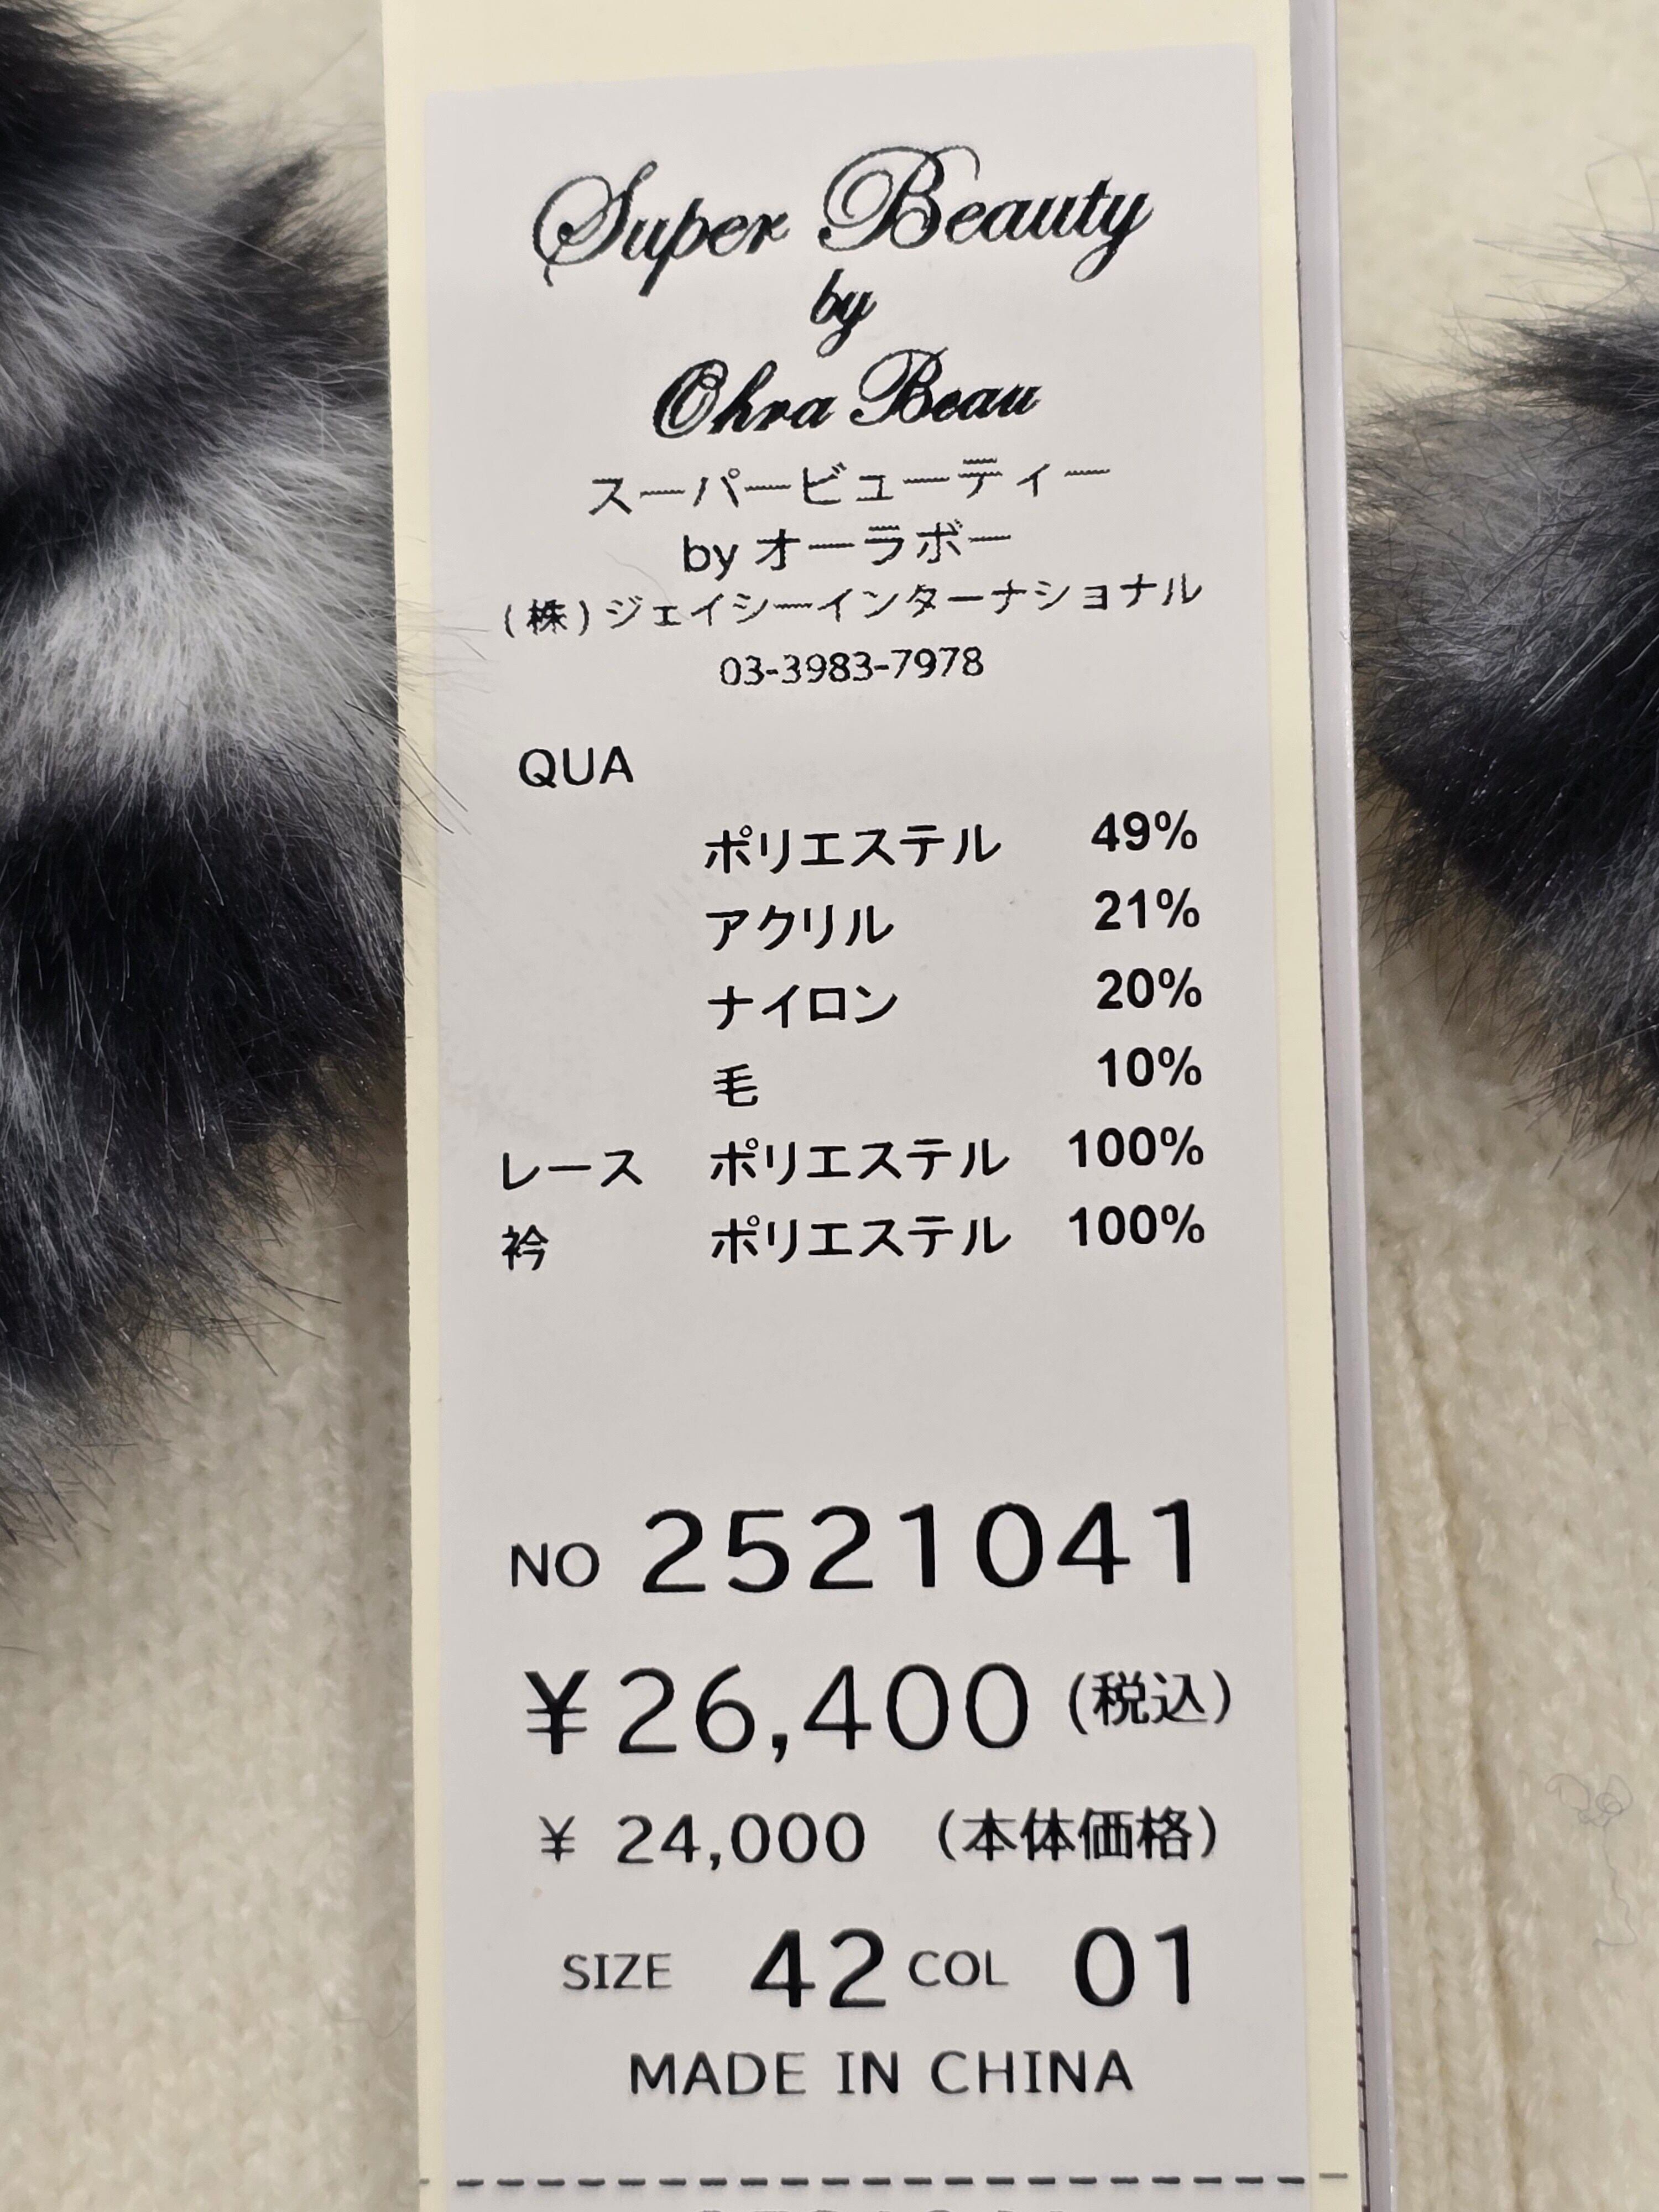 Super Beauty
by
Ohra Beau
スーパービューティー
by オーラボー
(株)ジェイシーインターナショナル
03-3983-7978
QUA
ポリエステル 49%
アクリル 21%
ナイロン 20%
毛 10%
レース ポリエステル 100%
衿 ポリエステル 100%
NO 2521041
¥26,400 (税込)
¥ 24,000 (本体価格)
SIZE 42 COL 01
MADE IN CHINA